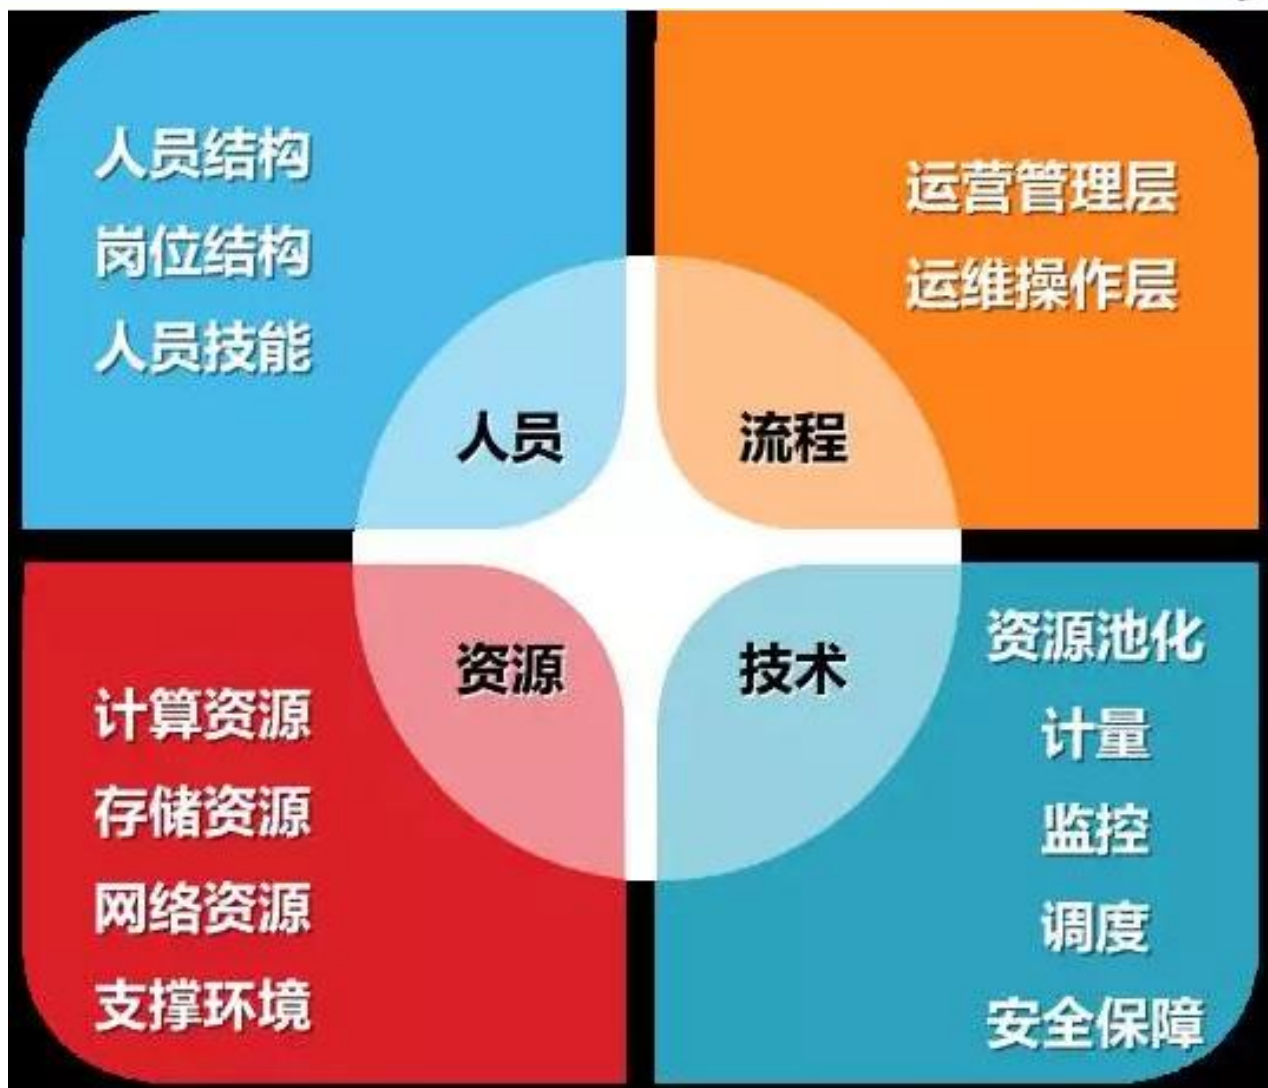 人员结构
岗位结构
人员技能
人员
运营管理层
运维操作层
流程
资源
计算资源
存储资源
网络资源
支撑环境
技术
资源池化
计量
监控
调度
安全保障